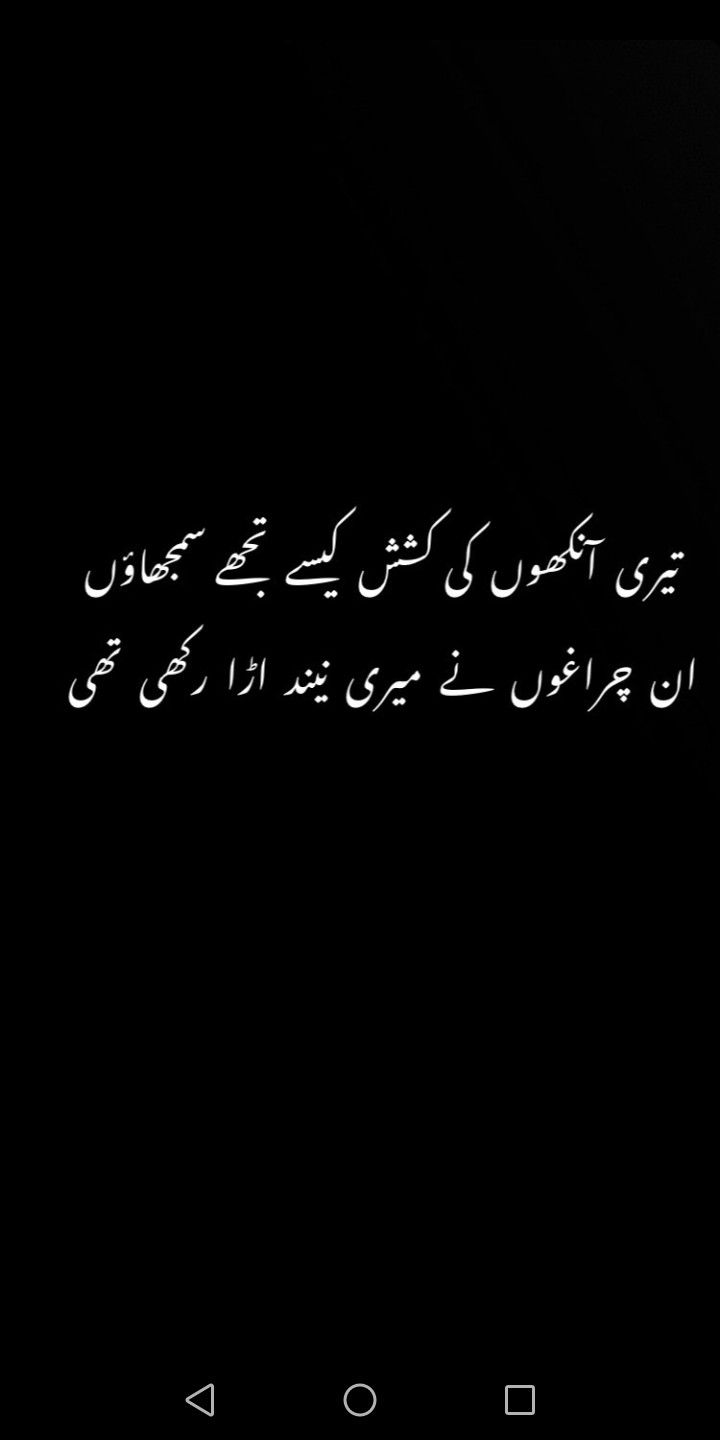 تیری آنکھوں کی کشش کیسے تجھے سمجھاؤں
ان چراغوں نے میری نیند اڑا رکھی تھی